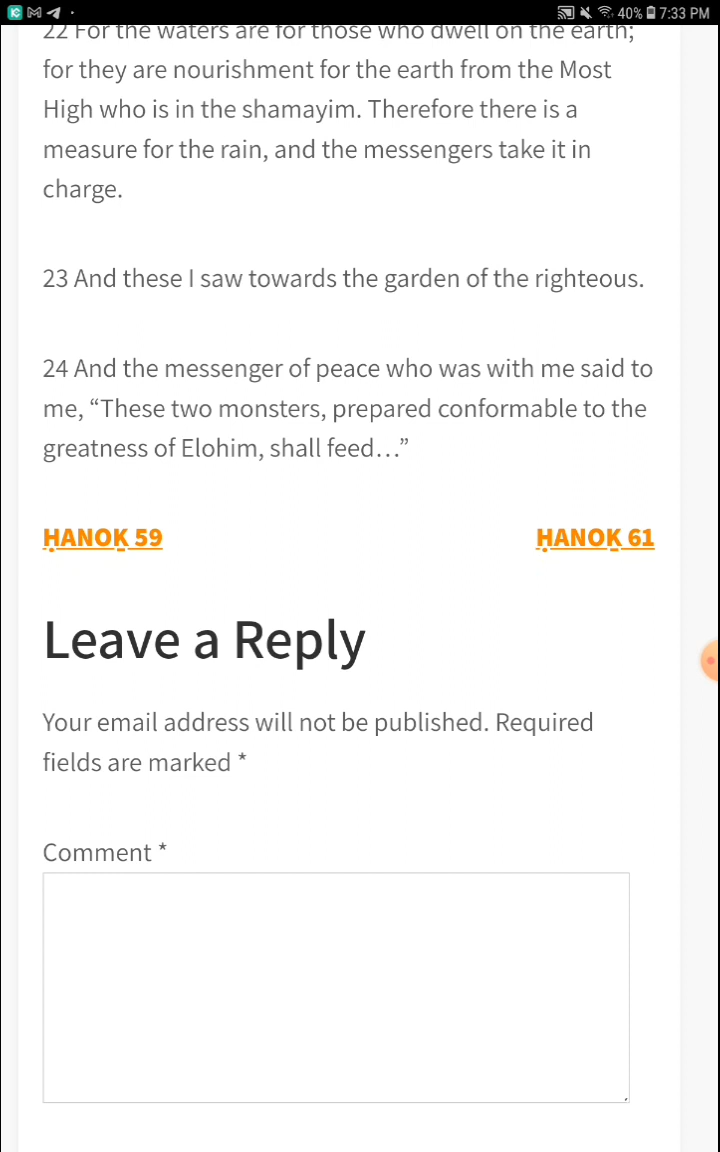 40% 7:33 PM
22 For the waters are for those who dwell on the earth;
for they are nourishment for the earth from the Most
High who is in the shamayim. Therefore there is a
measure for the rain, and the messengers take it in
charge.
23 And these I saw towards the garden of the righteous.
24 And the messenger of peace who was with me said to
me, “These two monsters, prepared conformable to the
greatness of Elohim, shall feed…”
ḤANOḴ 59
ḤANOḴ 61
Leave a Reply
Your email address will not be published. Required
fields are marked *
Comment *